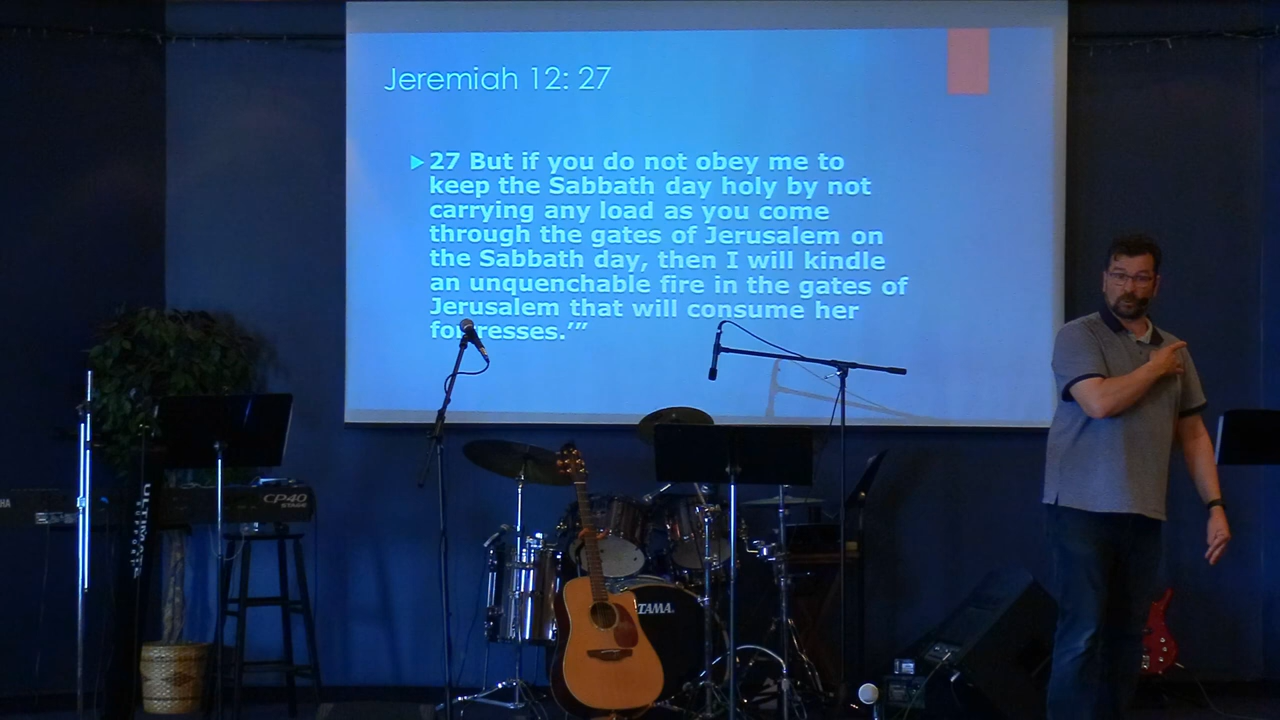 Jeremiah 12: 27
27 But if you do not obey me to
keep the Sabbath day holy by not
carrying any load as you come
through the gates of Jerusalem on
the Sabbath day, then I will kindle
an unquenchable fire in the gates of
Jerusalem that will consume her
fortresses.’”
CP40
STAGE
ULTIMATE
TAMA